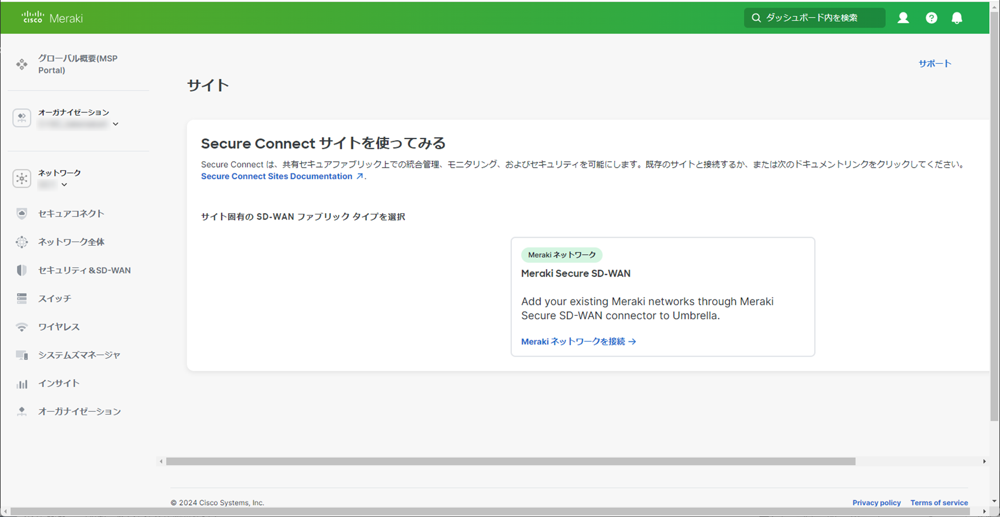 CISCO Meraki
ダッシュボード内を検索
グローバル概要(MSP
Portal)
オーガナイゼーション
ネットワーク
セキュアコネクト
ネットワーク全体
セキュリティ&SD-WAN
スイッチ
ワイヤレス
システムズマネージャ
インサイト
オーガナイゼーション
サポート
サイト
Secure Connect サイトを使ってみる
Secure Connect は、共有セキュアファブリック上での統合管理、モニタリング、およびセキュリティを可能にします。既存のサイトと接続するか、または次のドキュメントリンクをクリックしてください。
Secure Connect Sites Documentation ↗.
サイト固有の SD-WAN ファブリック タイプを選択
Meraki ネットワーク
Meraki Secure SD-WAN
Add your existing Meraki networks through Meraki
Secure SD-WAN connector to Umbrella.
Meraki ネットワークを接続 →
© 2024 Cisco Systems, Inc.
Privacy policy Terms of service